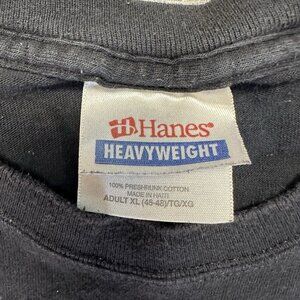 Hanes®
HEAVYWEIGHT
100% PRESHRUNK COTTON
MADE IN HAITI
ADULT XL (46-48)/TG/XG